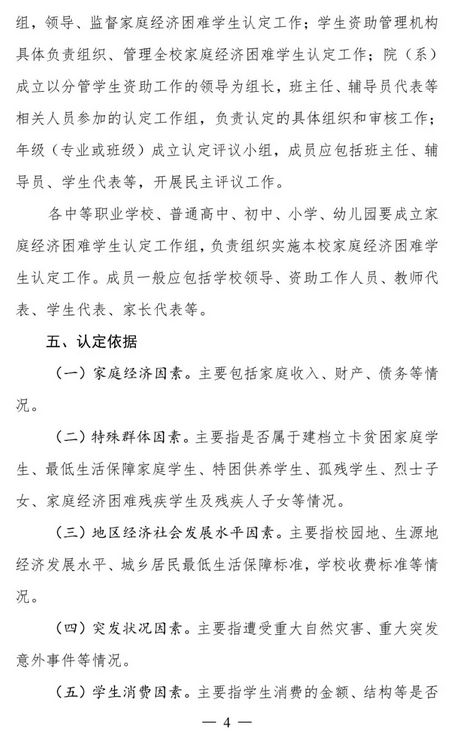 组，领导、监督家庭经济困难学生认定工作；学生资助管理机构
具体负责组织、管理全校家庭经济困难学生认定工作；院（系）
成立以分管学生资助工作的领导为组长，班主任、辅导员代表等
相关人员参加的认定工作组，负责认定的具体组织和审核工作；
年级（专业或班级）成立认定评议小组，成员应包括班主任、辅
导员、学生代表等，开展民主评议工作。
各中等职业学校、普通高中、初中、小学、幼儿园要成立家
庭经济困难学生认定工作组，负责组织实施本校家庭经济困难学
生认定工作。成员一般应包括学校领导、资助工作人员、教师代
表、学生代表、家长代表等。
五、认定依据
（一）家庭经济因素。主要包括家庭收入、财产、债务等情
况。
（二）特殊群体因素。主要指是否属于建档立卡贫困家庭学
生、最低生活保障家庭学生、特困供养学生、孤残学生、烈士子
女、家庭经济困难残疾学生及残疾人子女等情况。
（三）地区经济社会发展水平因素。主要指校园地、生源地
经济发展水平、城乡居民最低生活保障标准，学校收费标准等情
况。
（四）突发状况因素。主要指遭受重大自然灾害、重大突发
意外事件等情况。
（五）学生消费因素。主要指学生消费的金额、结构等是否
— 4 —